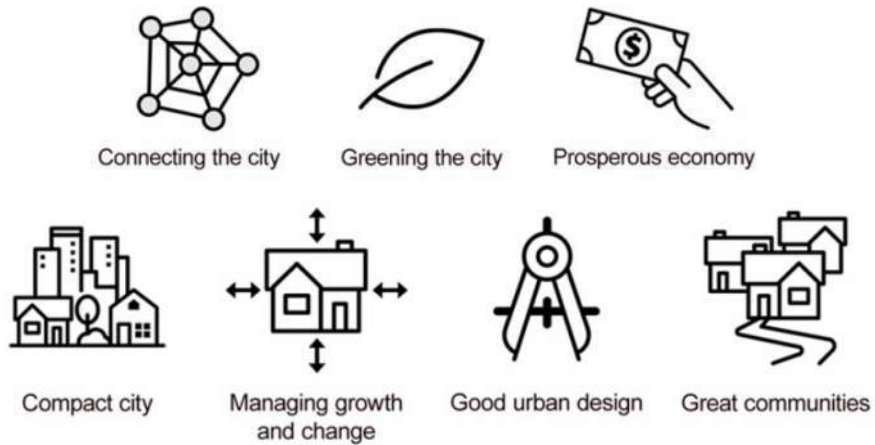 $
Connecting the city
Greening the city
Prosperous economy
Compact city
Managing growth
and change
Good urban design
Great communities